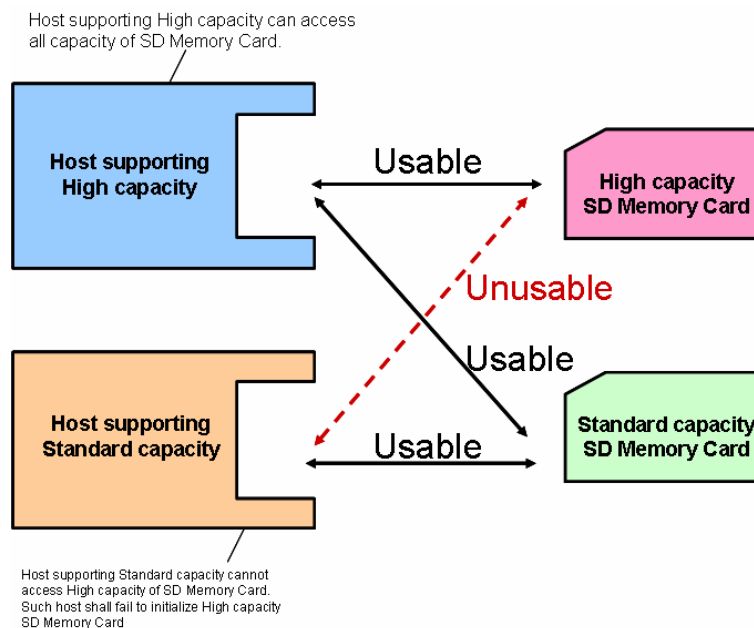 Host supporting High capacity can access
all capacity of SD Memory Card.
Host supporting
High capacity
Usable
High capacity
SD Memory Card
Unusable
Usable
Host supporting
Standard capacity
Usable
Standard capacity
SD Memory Card
Host supporting Standard capacity cannot
access High capacity of SD Memory Card.
Such host shall fail to initialize High capacity
SD Memory Card